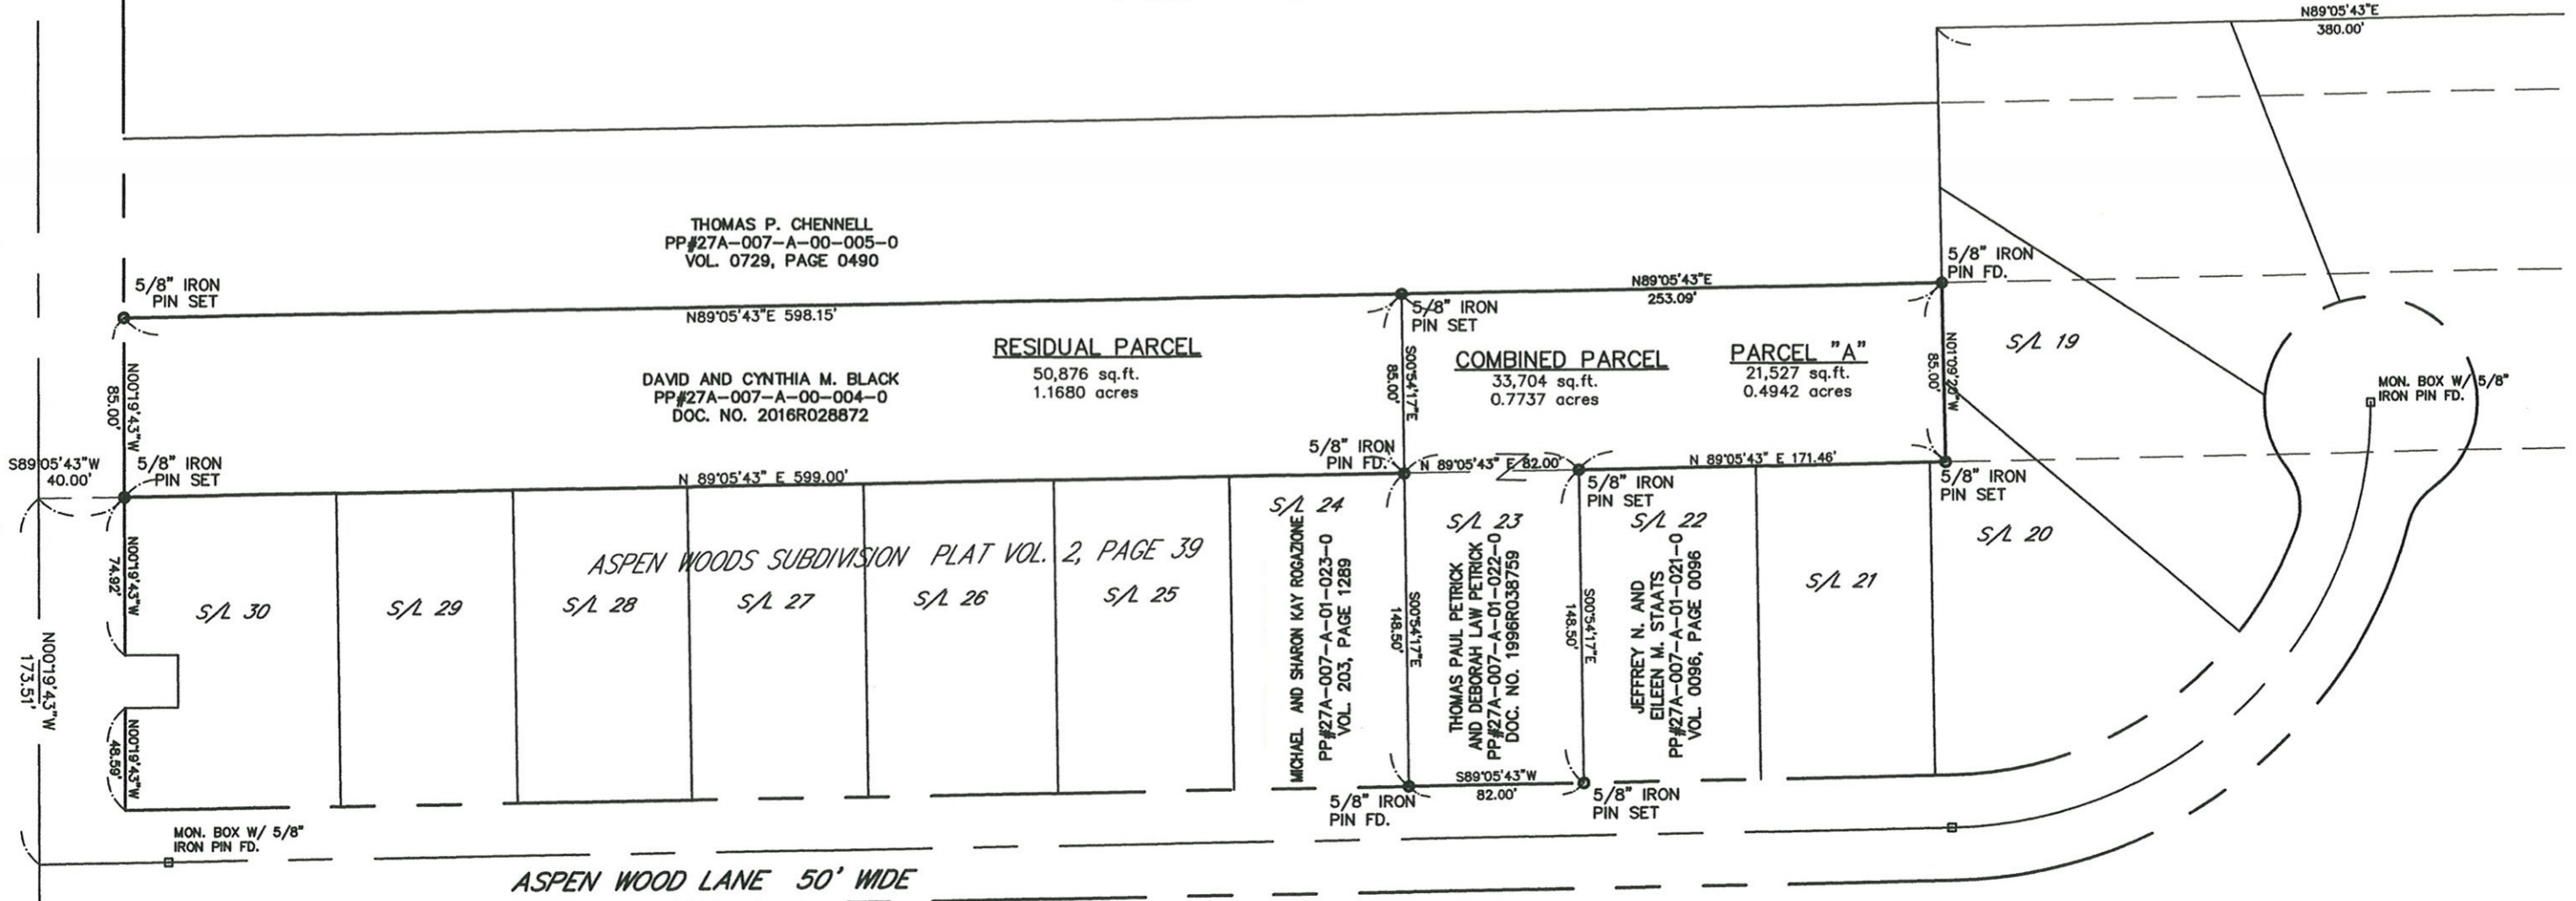 N89°05'43"E
380.00'
THOMAS P. CHENNELL
PP#27A-007-A-00-005-0
VOL. 0729, PAGE 0490
5/8" IRON
PIN SET
N89°05'43"E 598.15'
5/8" IRON
PIN SET
N89°05'43"E
253.09'
5/8" IRON
PIN FD.
RESIDUAL PARCEL
50,876 sq.ft.
1.1680 acres
DAVID AND CYNTHIA M. BLACK
PP#27A-007-A-00-004-0
DOC. NO. 2016R028872
N00°19'43"W
85.00'
S00°54'17"E
85.00'
COMBINED PARCEL
33,704 sq.ft.
0.7737 acres
PARCEL "A"
21,527 sq.ft.
0.4942 acres
85.00'
S/L 19
MON. BOX W/ 5/8"
IRON PIN FD.
S89°05'43"W
40.00'
5/8" IRON
PIN SET
N 89°05'43" E 599.00'
5/8" IRON
PIN FD.
N 89°05'43" E 82.00'
5/8" IRON
PIN SET
N 89°05'43" E 171.46'
5/8" IRON
PIN SET
N00°19'43"W
74.92'
N00°19'43"W
173.51'
N00°19'43"W
48.59'
ASPEN WOODS SUBDIVISION PLAT VOL. 2, PAGE 39
S/L 30
S/L 29
S/L 28
S/L 27
S/L 26
S/L 25
S/L 24
MICHAEL AND SHARON KAY ROGAZIONE
PP#27A-007-A-01-023-0
VOL. 203, PAGE 1289
S00°54'17"E
148.50'
S/L 23
THOMAS PAUL PETRICK
AND DEBORAH LAW PETRICK
PP#27A-007-A-01-022-0
DOC. NO. 1996R038759
S00°54'17"E
148.50'
S/L 22
JEFFREY N. AND
EILEEN M. STAATS
PP#27A-007-A-01-021-0
VOL. 0096, PAGE 0096
S/L 21
S/L 20
5/8" IRON
PIN FD.
S89°05'43"W
82.00'
5/8" IRON
PIN SET
MON. BOX W/ 5/8"
IRON PIN FD.
ASPEN WOOD LANE 50' WIDE